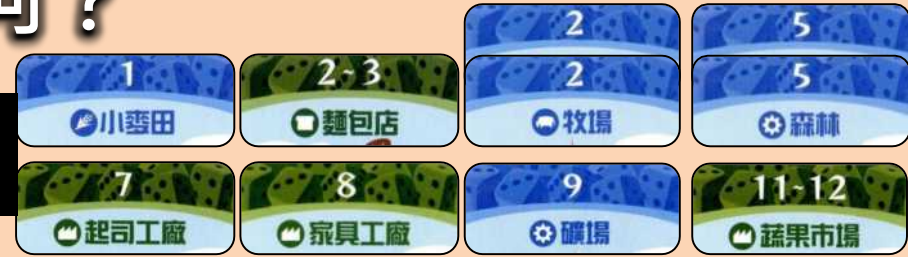 何？
2 5
1 2~3 2 5
小麥田 麵包店 牧場 森林
7 8 9 11~12
起司工廠 家具工廠 礦場 蔬果市場